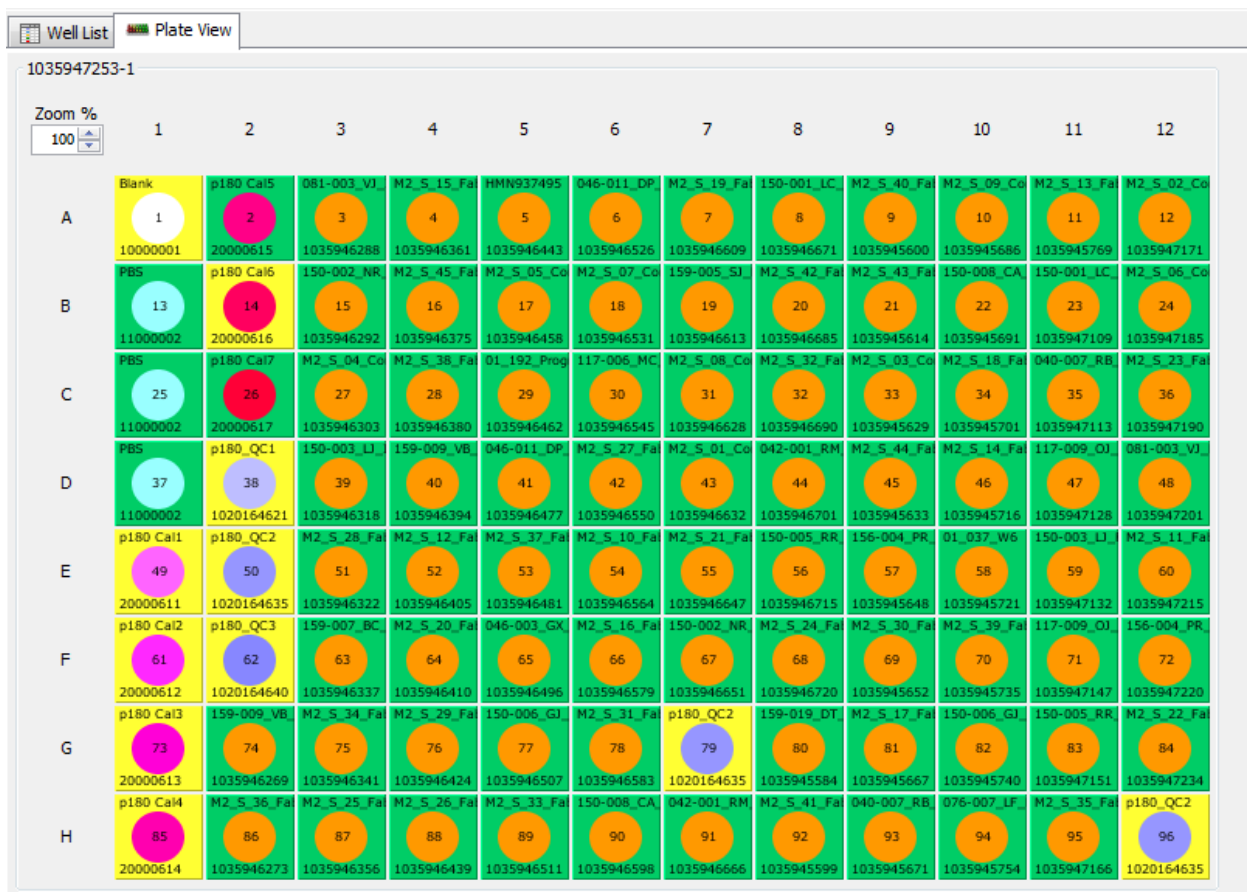 Well List Plate View
1035947253-1
Zoom %
100
1 2 3 4 5 6 7 8 9 10 11 12
A
Blank p180 Cal5 081-003_VJ_ M2_S_15_Fal HMN937495 046-011_DP_ M2_S_19_Fal 150-001_LC_ M2_S_40_Fal M2_S_09_Co M2_S_13_Fal M2_S_02_Co
1 2 3 4 5 6 7 8 9 10 11 12
10000001 20000615 1035946288 1035946361 1035946443 1035946526 1035946609 1035946671 1035945600 1035945686 1035945769 1035947171
B
PBS p180 Cal6 150-002_NR_ M2_S_45_Fal M2_S_05_Co M2_S_07_Co 159-005_SJ_ M2_S_42_Fal M2_S_43_Fal 150-008_CA_ 150-001_LC_ M2_S_06_Co
13 14 15 16 17 18 19 20 21 22 23 24
11000002 20000616 1035946292 1035946375 1035946458 1035946531 1035946613 1035946685 1035945614 1035945691 1035947109 1035947185
C
PBS p180 Cal7 M2_S_04_Co M2_S_38_Fal 01_192_Prog 117-006_MC_ M2_S_08_Co M2_S_32_Fal M2_S_03_Co M2_S_18_Fal 040-007_RB_ M2_S_23_Fal
25 26 27 28 29 30 31 32 33 34 35 36
11000002 20000617 1035946303 1035946380 1035946462 1035946545 1035946628 1035946690 1035945629 1035945701 1035947113 1035947190
D
PBS p180_QC1 150-003_LJ_ 159-009_VB_ 046-011_DP_ M2_S_27_Fal M2_S_01_Co 042-001_RM_ M2_S_44_Fal M2_S_14_Fal 117-009_OJ_ 081-003_VJ_
37 38 39 40 41 42 43 44 45 46 47 48
11000002 1020164621 1035946318 1035946394 1035946477 1035946550 1035946632 1035946701 1035945633 1035945716 1035947128 1035947201
E
p180 Cal1 p180_QC2 M2_S_28_Fal M2_S_12_Fal M2_S_37_Fal M2_S_10_Fal M2_S_21_Fal 150-005_RR_ 156-004_PR_ 01_037_W6 150-003_LJ_ M2_S_11_Fal
49 50 51 52 53 54 55 56 57 58 59 60
20000611 1020164635 1035946322 1035946405 1035946481 1035946564 1035946647 1035946715 1035945648 1035945721 1035947132 1035947215
F
p180 Cal2 p180_QC3 159-007_BC_ M2_S_20_Fal 046-003_GX_ M2_S_16_Fal 150-002_NR_ M2_S_24_Fal M2_S_30_Fal M2_S_39_Fal 117-009_OJ_ 156-004_PR_
61 62 63 64 65 66 67 68 69 70 71 72
20000612 1020164640 1035946337 1035946410 1035946496 1035946579 1035946651 1035946720 1035945652 1035945735 1035947147 1035947220
G
p180 Cal3 159-009_VB_ M2_S_34_Fal M2_S_29_Fal 150-006_GJ_ M2_S_31_Fal p180_QC2 159-019_DT_ M2_S_17_Fal 150-006_GJ_ 150-005_RR_ M2_S_22_Fal
73 74 75 76 77 78 79 80 81 82 83 84
20000613 1035946269 1035946341 1035946424 1035946507 1035946583 1020164635 1035945584 1035945667 1035945740 1035947151 1035947234
H
p180 Cal4 M2_S_36_Fal M2_S_25_Fal M2_S_26_Fal M2_S_33_Fal 150-008_CA_ 042-001_RM_ M2_S_41_Fal 040-007_RB_ 076-007_LF_ M2_S_35_Fal p180_QC2
85 86 87 88 89 90 91 92 93 94 95 96
20000614 1035946273 1035946356 1035946439 1035946511 1035946598 1035946666 1035945599 1035945671 1035945754 1035947166 1020164635